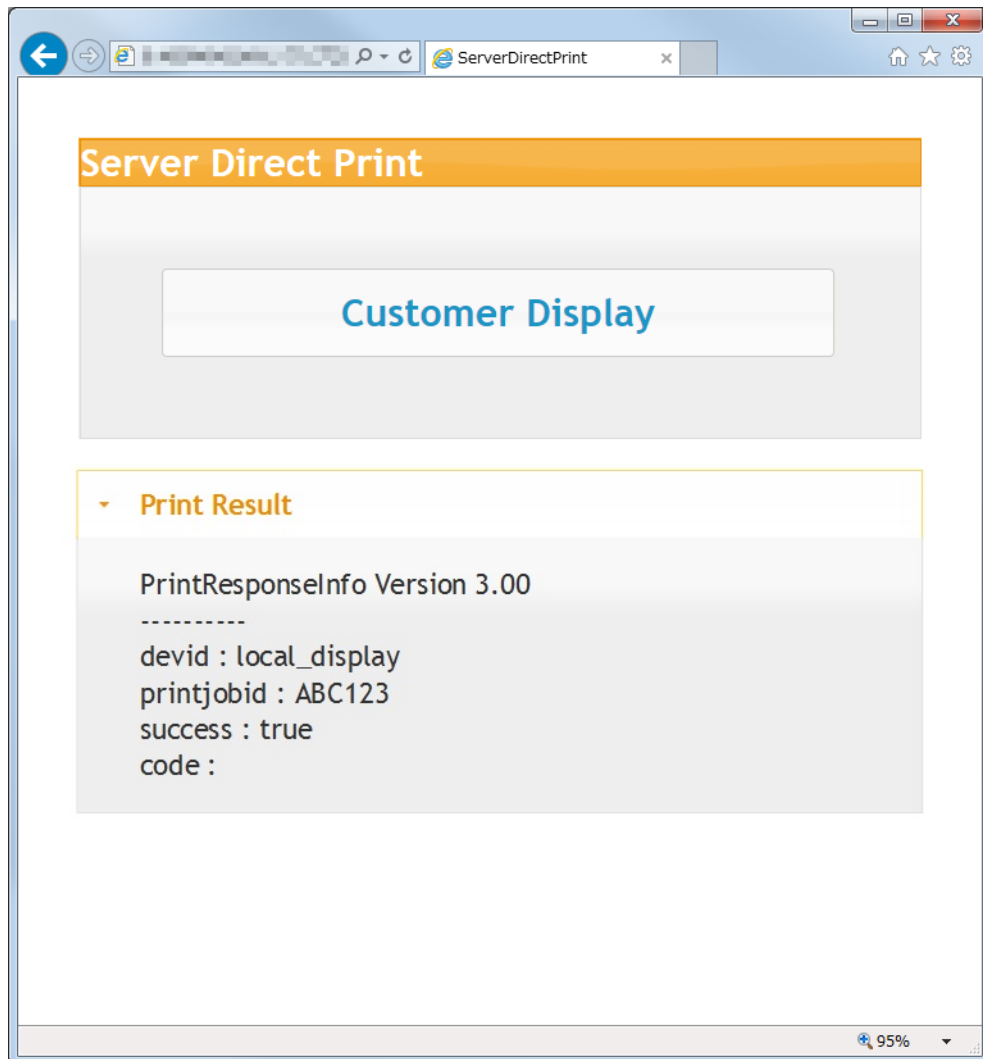 ServerDirectPrint
Server Direct Print
Customer Display
Print Result
PrintResponseInfo Version 3.00
----------
devid : local_display
printjobid : ABC123
success : true
code :
95%